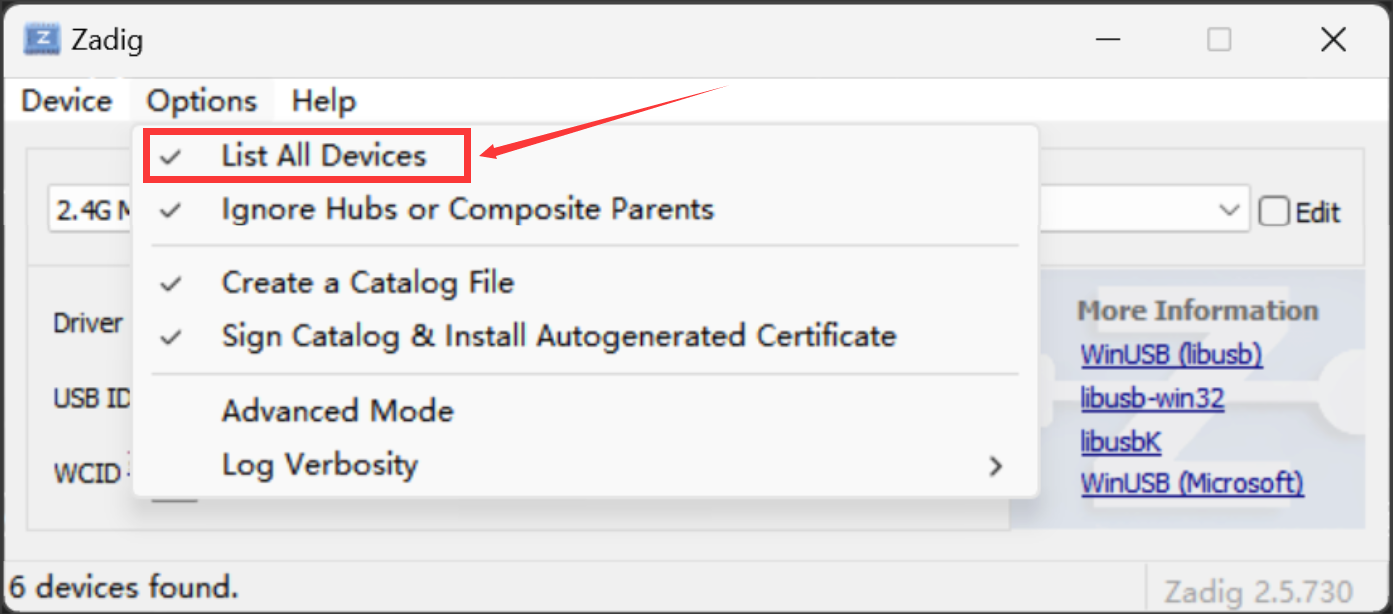 Zadig
Device Options Help
List All Devices
2.4G
Edit
Ignore Hubs or Composite Parents
Create a Catalog File
Driver
Sign Catalog & Install Autogenerated Certificate
USB ID
Advanced Mode
WCID
Log Verbosity
More Information
WinUSB (libusb)
libusb-win32
libusbK
WinUSB (Microsoft)
6 devices found.
Zadig 2.5.730